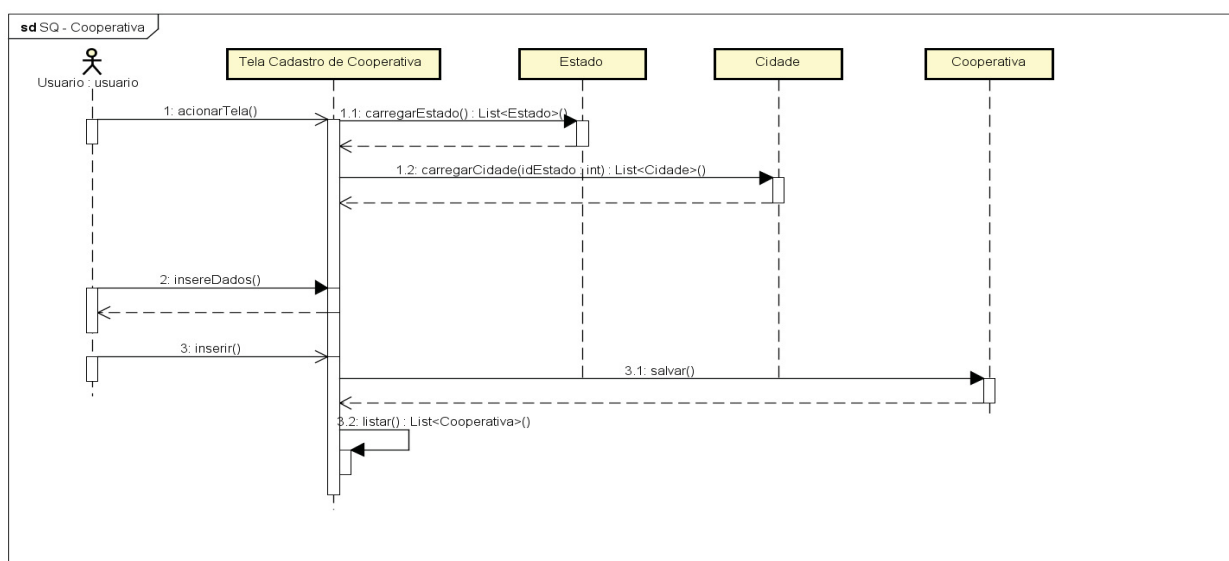 sd SQ - Cooperativa
Usuario : usuario
Tela Cadastro de Cooperativa
Estado
Cidade
Cooperativa
1: acionarTela()
1.1: carregarEstado() : List<Estado>()
1.2: carregarCidade(idEstado : int) : List<Cidade>()
2: insereDados()
3: inserir()
3.1: salvar()
3.2: listar() : List<Cooperativa>()